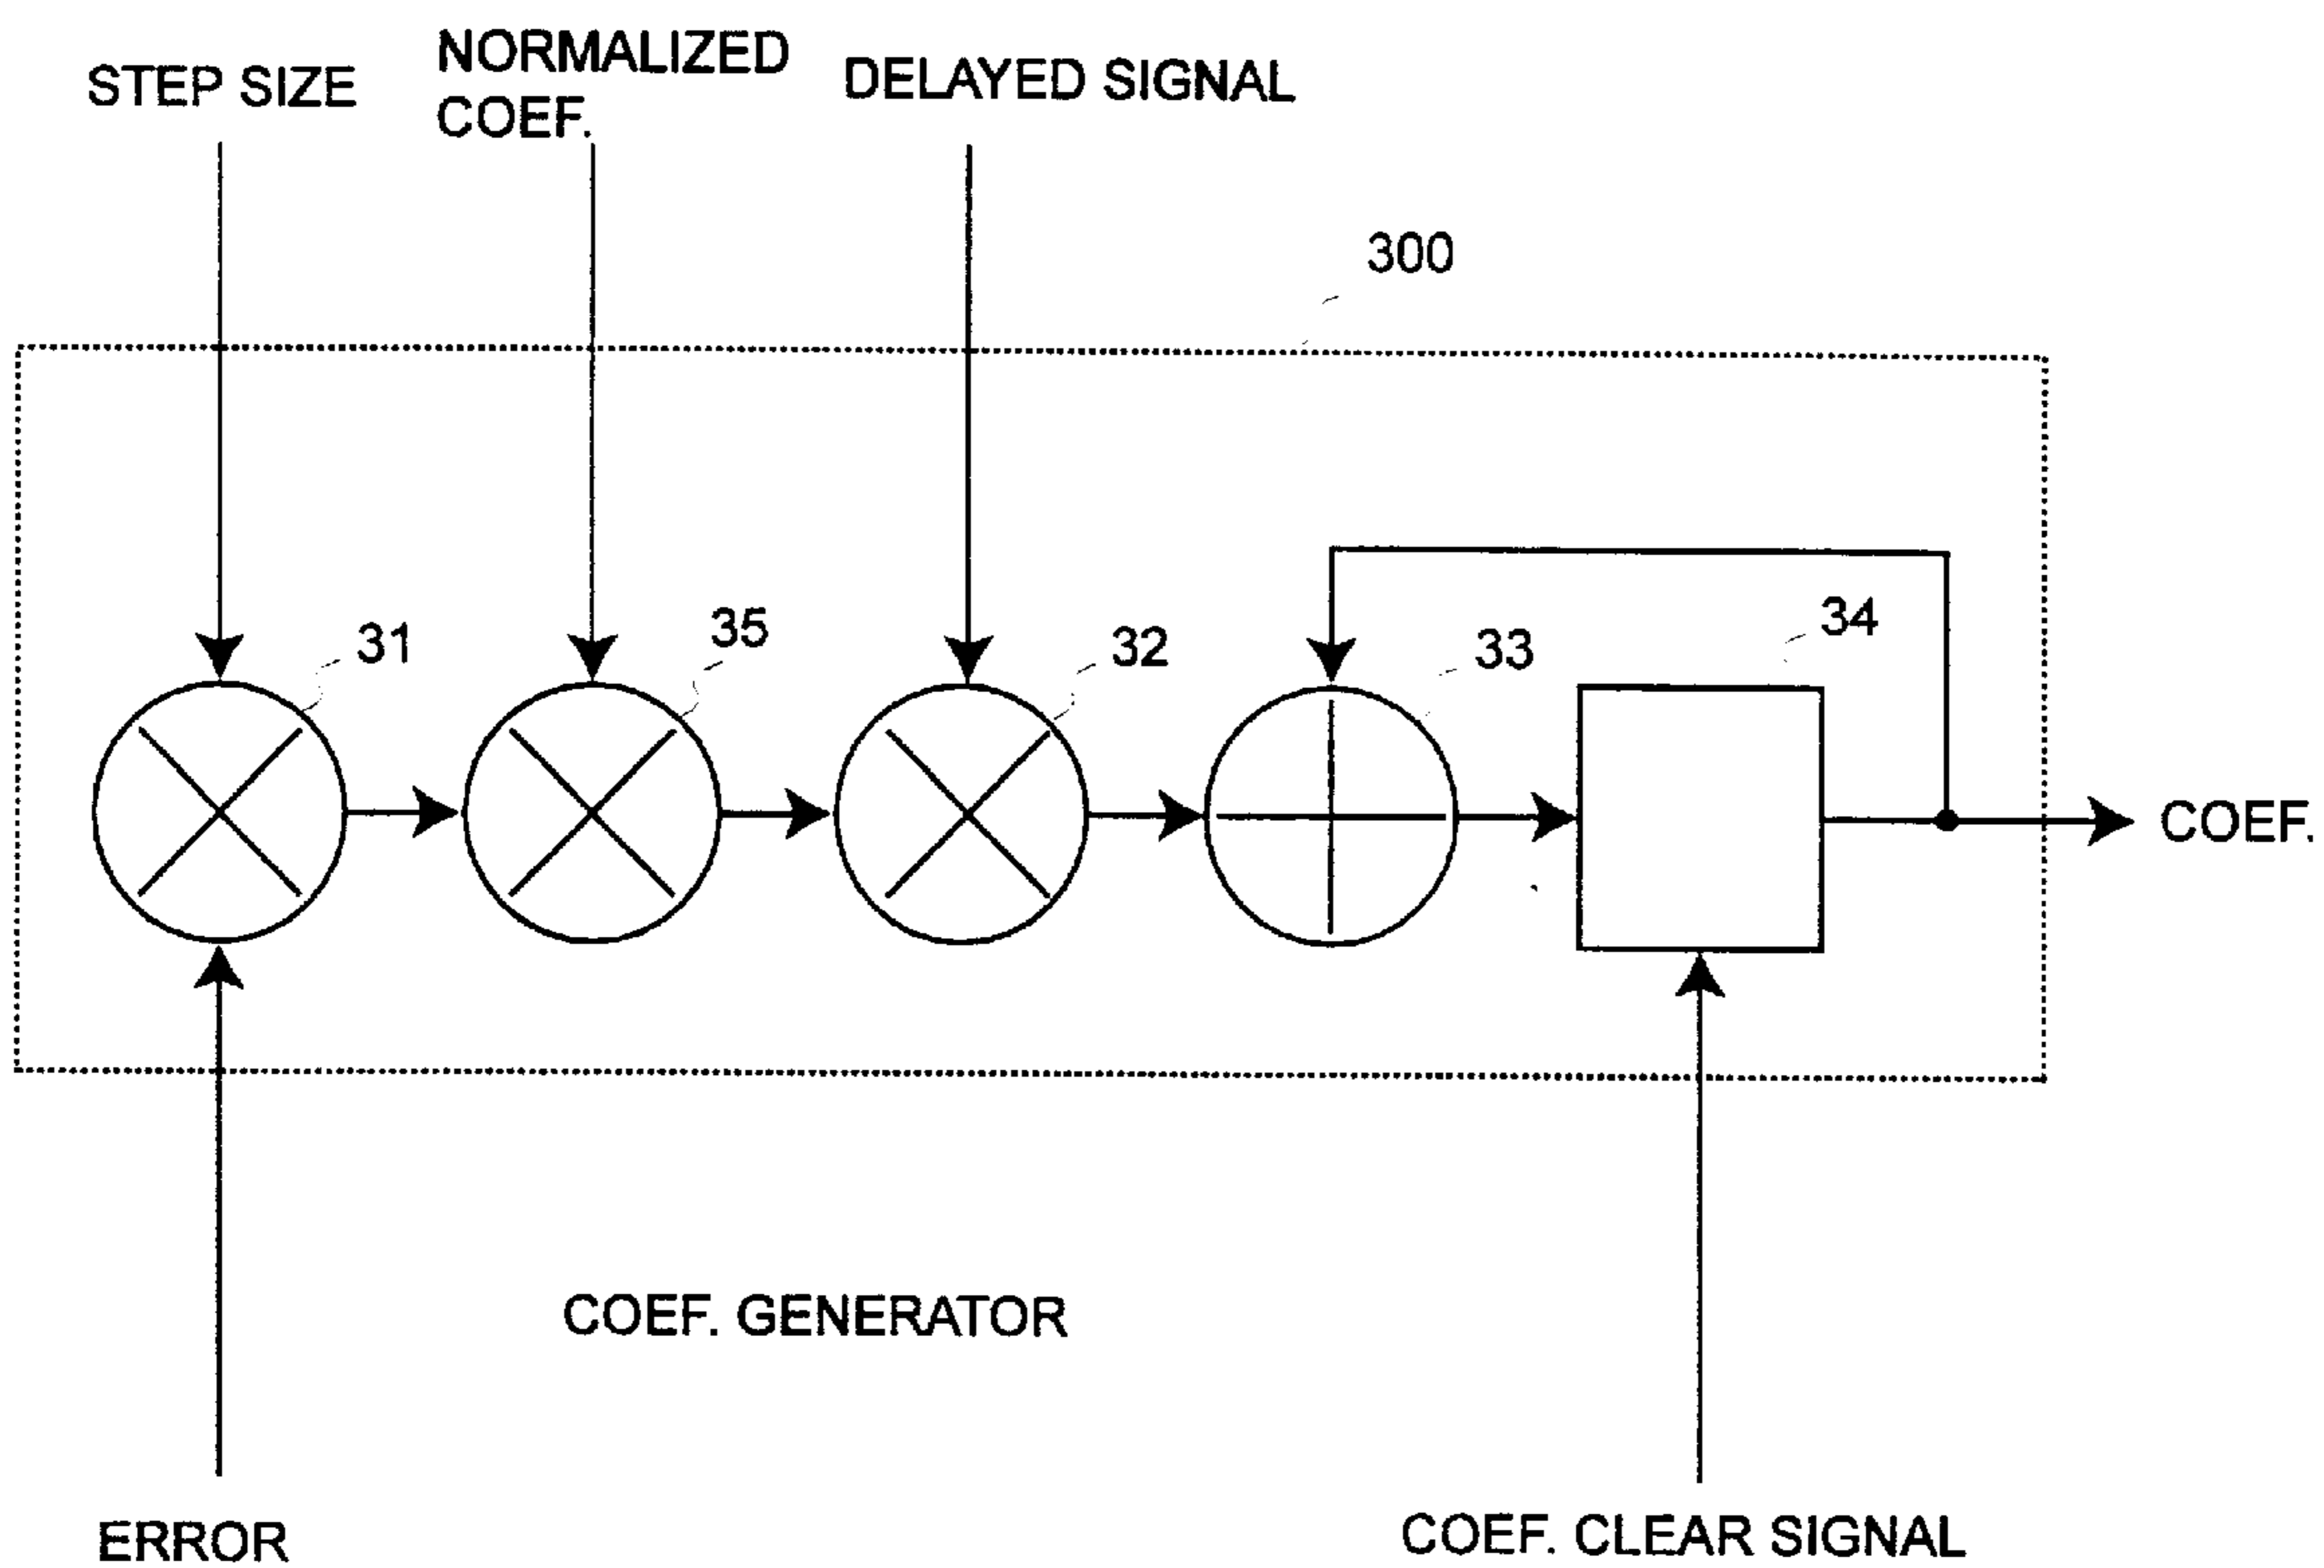 STEP SIZE
NORMALIZED
COEF.
DELAYED SIGNAL
300
31
35
32
33
34
COEF.
COEF. GENERATOR
ERROR
COEF. CLEAR SIGNAL